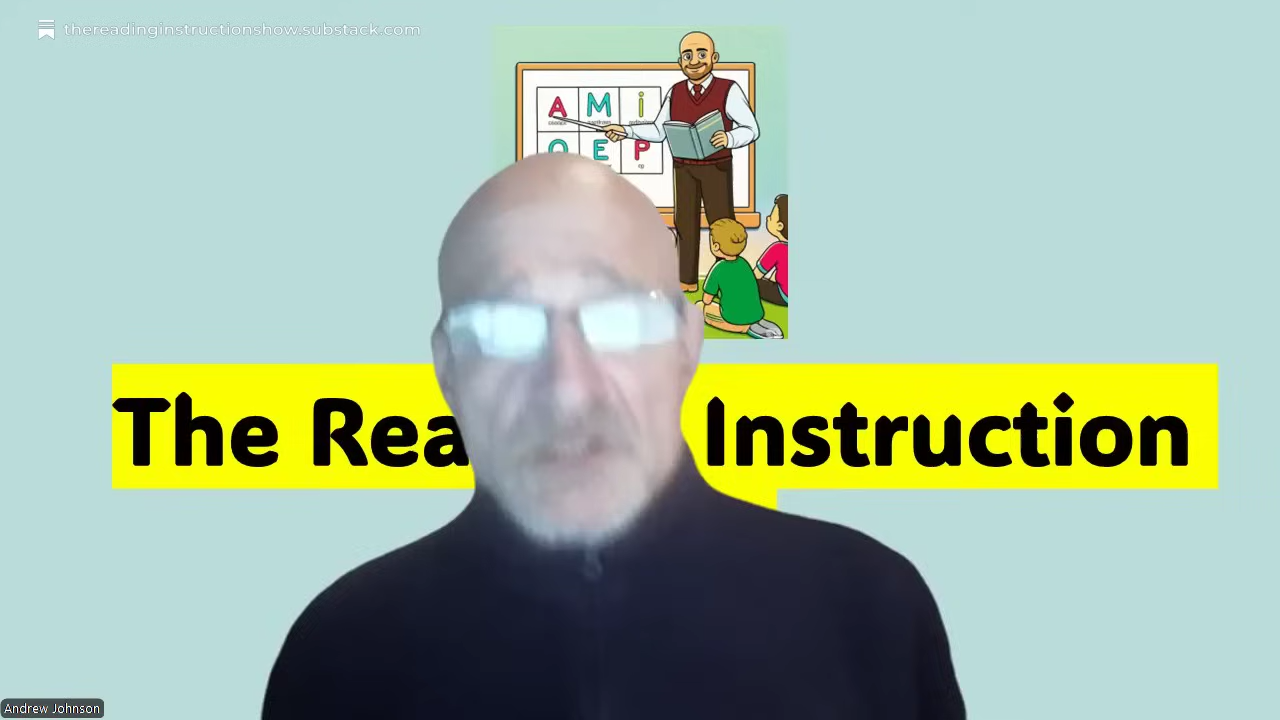 thereadinginstructionshow.substack.com
A M i
O E P
The Rea Instruction
Andrew Johnson